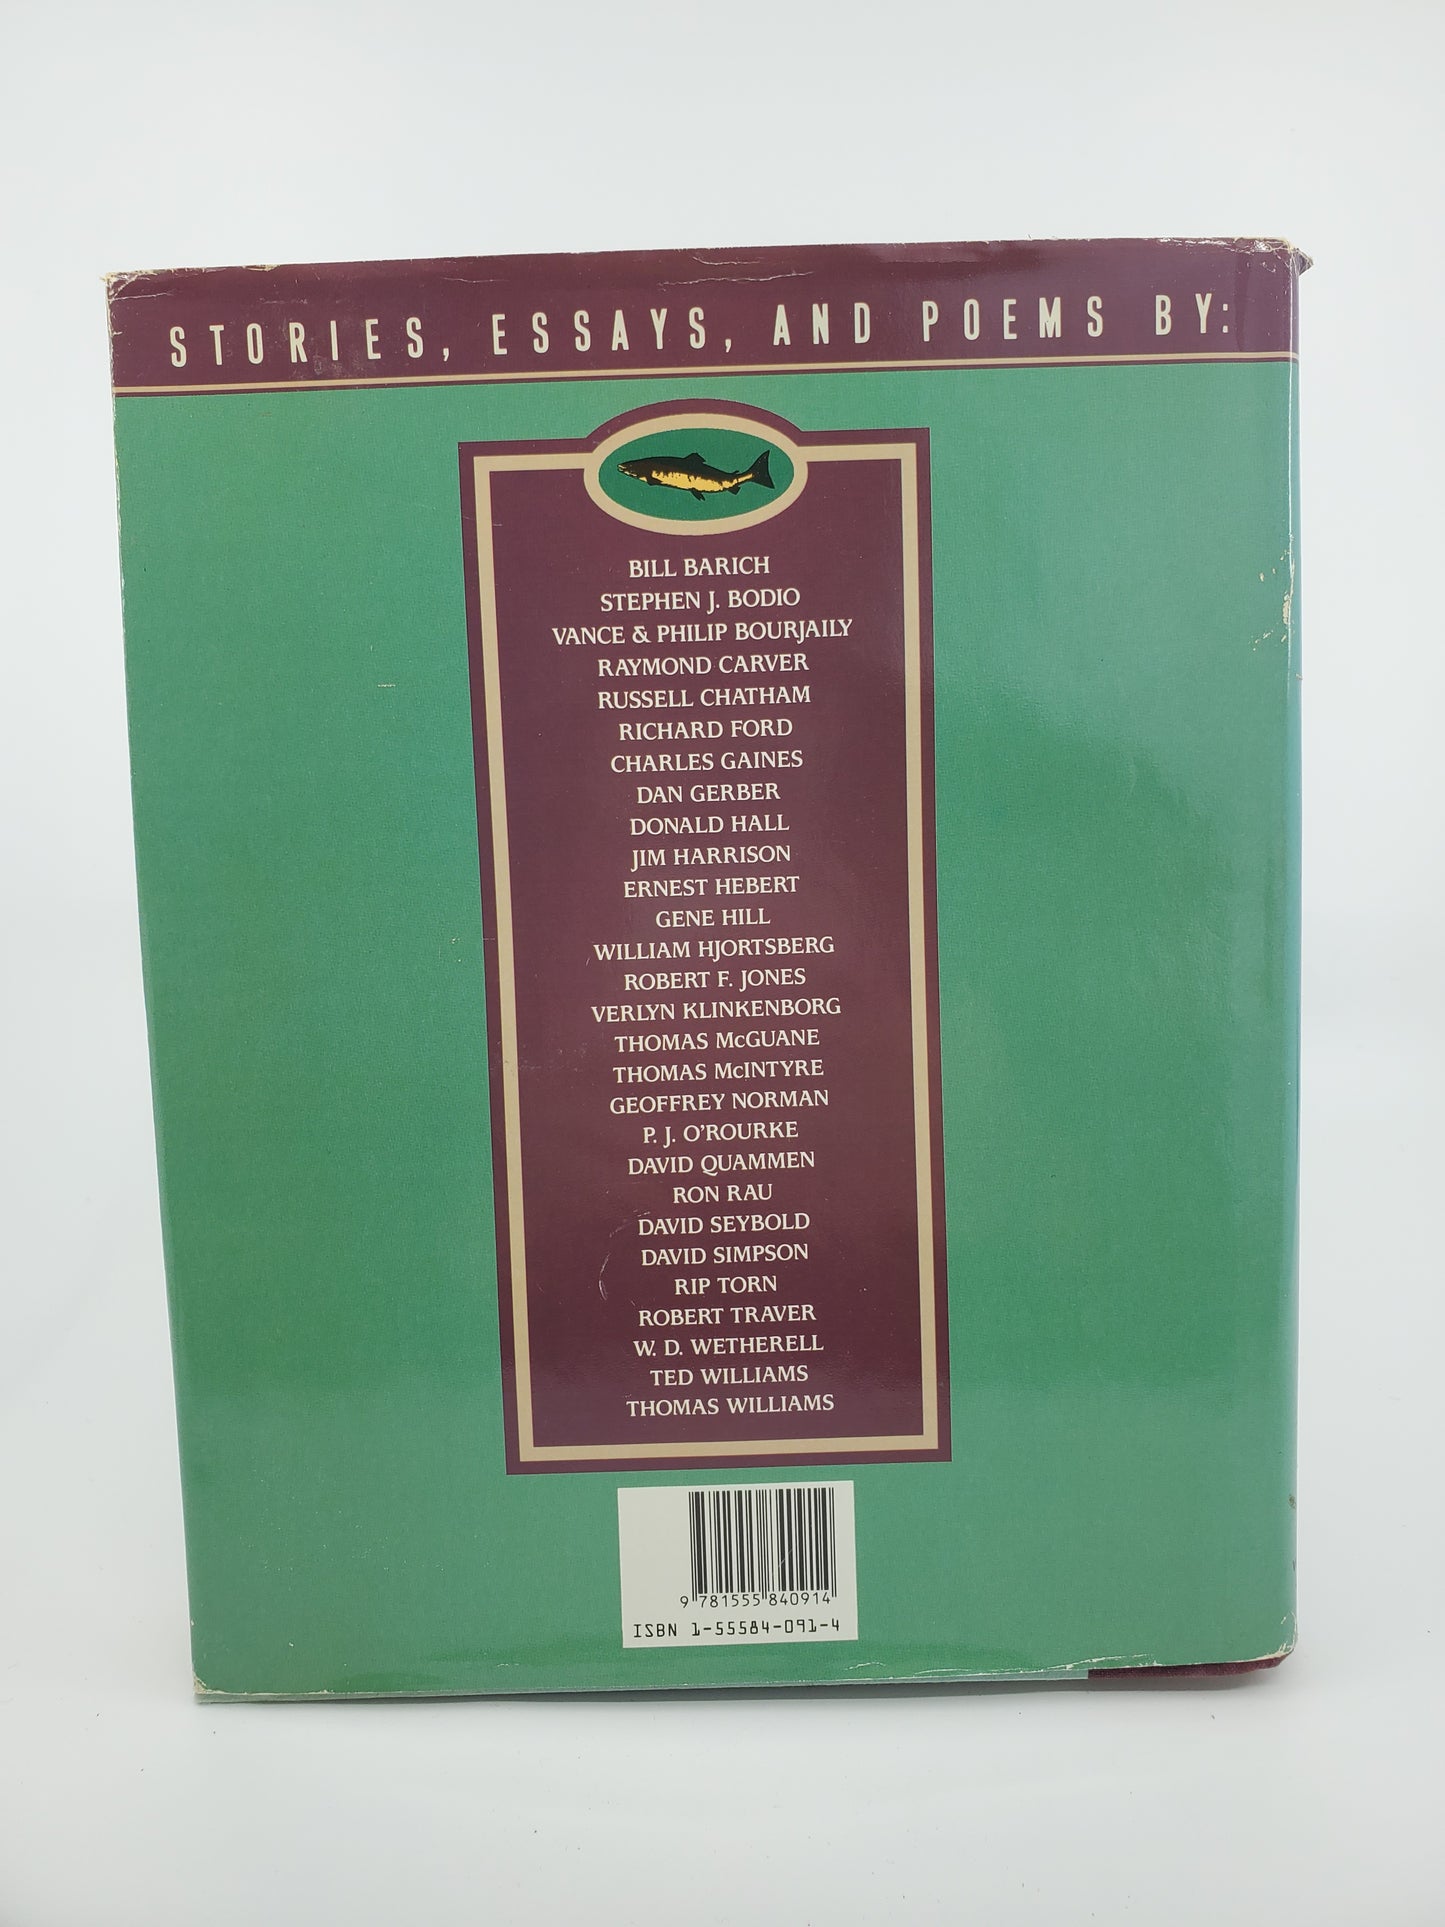 STORIES, ESSAYS, AND POEMS BY:
BILL BARICH
STEPHEN J. BODIO
VANCE & PHILIP BOURJAILY
RAYMOND CARVER
RUSSELL CHATHAM
RICHARD FORD
CHARLES GAINES
DAN GERBER
DONALD HALL
JIM HARRISON
ERNEST HEBERT
GENE HILL
WILLIAM HJORTSBERG
ROBERT F. JONES
VERLYN KLINKENBORG
THOMAS McGUANE
THOMAS McINTYRE
GEOFFREY NORMAN
P. J. O'ROURKE
DAVID QUAMMEN
RON RAU
DAVID SEYBOLD
DAVID SIMPSON
RIP TORN
ROBERT TRAVER
W. D. WETHERELL
TED WILLIAMS
THOMAS WILLIAMS
9 781555 840914
ISBN 1-55584-091-4